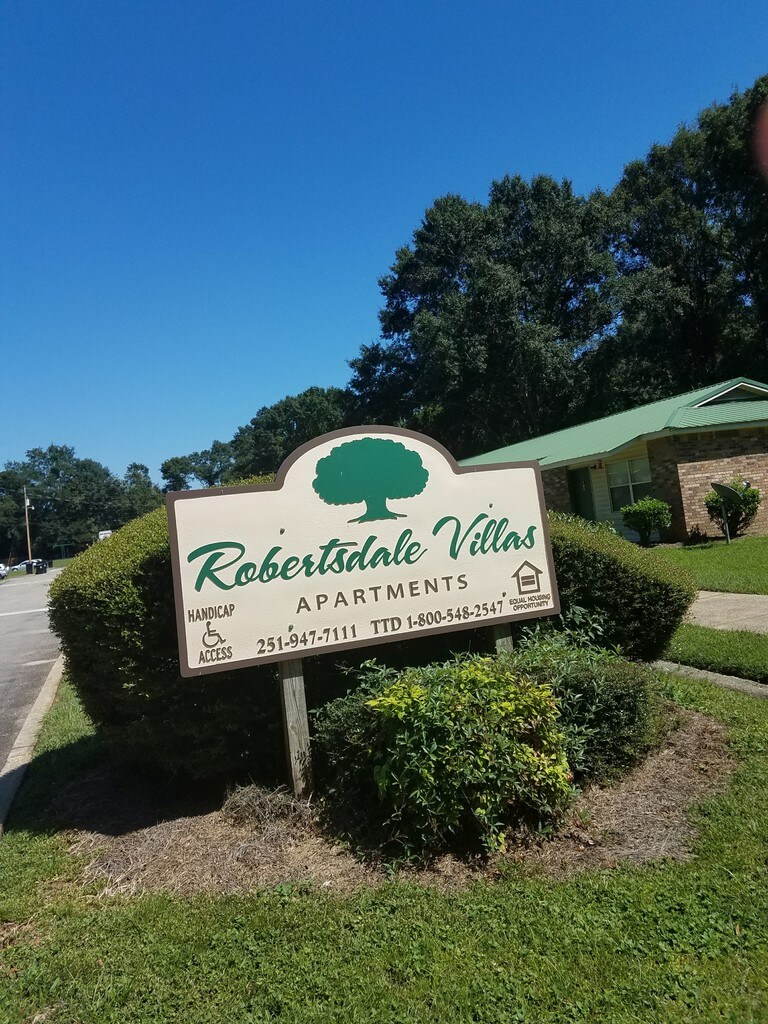 Robertsdale Villas
APARTMENTS
HANDICAP
ACCESS
251-947-7111 TTD 1-800-548-2547
EQUAL HOUSING
OPPORTUNITY